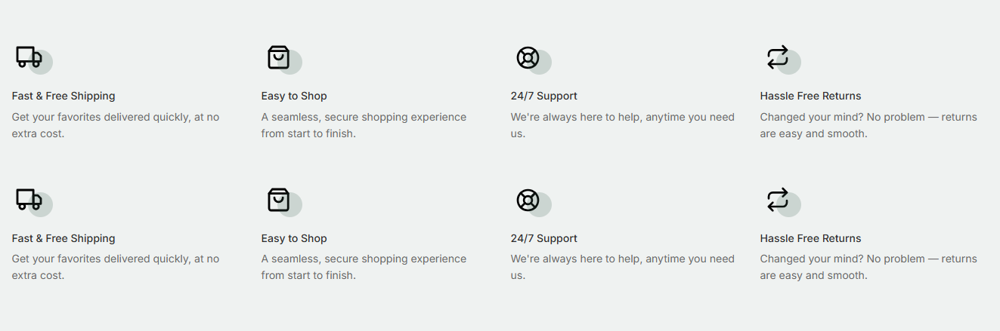 Fast & Free Shipping
Get your favorites delivered quickly, at no
extra cost.
Easy to Shop
A seamless, secure shopping experience
from start to finish.
24/7 Support
We're always here to help, anytime you need
us.
Hassle Free Returns
Changed your mind? No problem — returns
are easy and smooth.
Fast & Free Shipping
Get your favorites delivered quickly, at no
extra cost.
Easy to Shop
A seamless, secure shopping experience
from start to finish.
24/7 Support
We're always here to help, anytime you need
us.
Hassle Free Returns
Changed your mind? No problem — returns
are easy and smooth.